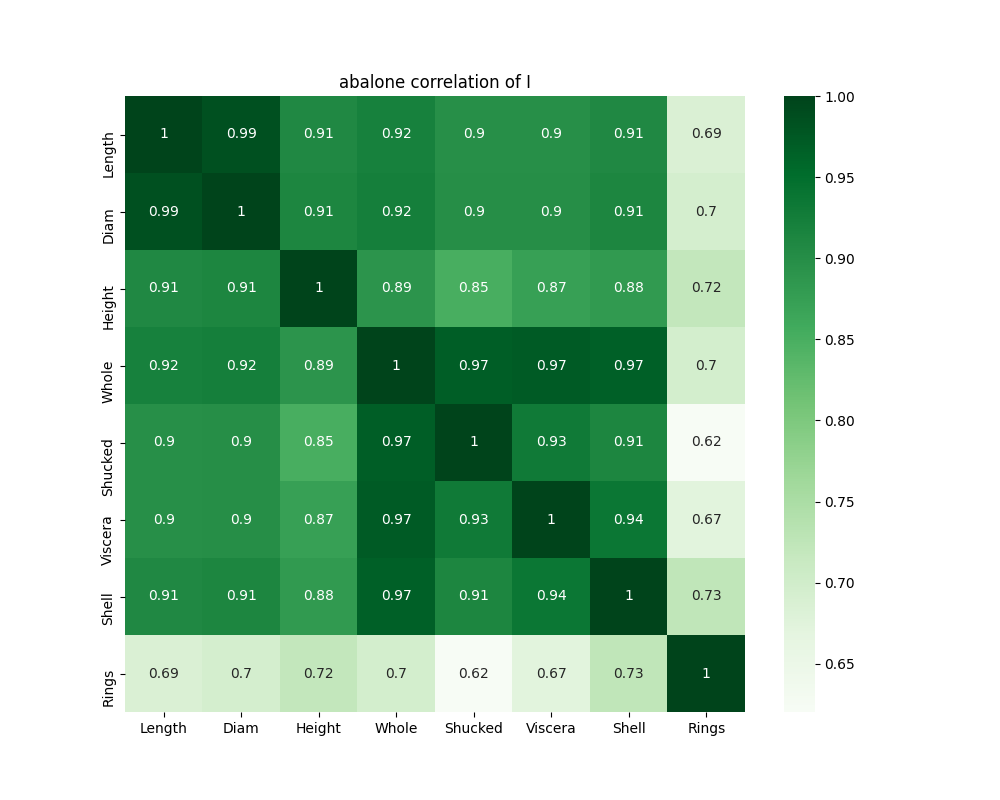 abalone correlation of I
Length 1 0.99 0.91 0.92 0.9 0.9 0.91 0.69
Diam 0.99 1 0.91 0.92 0.9 0.9 0.91 0.7
Height 0.91 0.91 1 0.89 0.85 0.87 0.88 0.72
Whole 0.92 0.92 0.89 1 0.97 0.97 0.97 0.7
Shucked 0.9 0.9 0.85 0.97 1 0.93 0.91 0.62
Viscera 0.9 0.9 0.87 0.97 0.93 1 0.94 0.67
Shell 0.91 0.91 0.88 0.97 0.91 0.94 1 0.73
Rings 0.69 0.7 0.72 0.7 0.62 0.67 0.73 1
Length Diam Height Whole Shucked Viscera Shell Rings
1.00
0.95
0.90
0.85
0.80
0.75
0.70
0.65